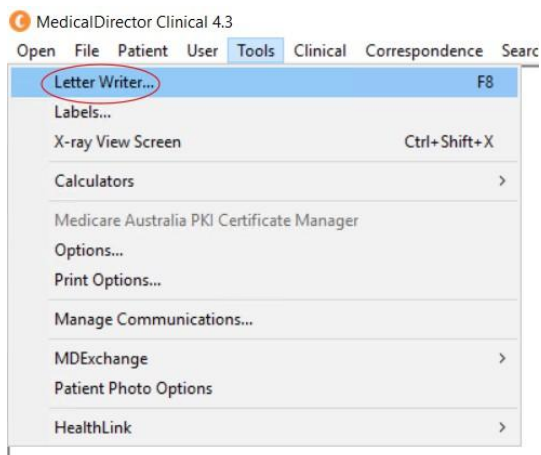 MedicalDirector Clinical 4.3
Open File Patient User Tools Clinical Correspondence Searc
Letter Writer... F8
Labels...
X-ray View Screen Ctrl+Shift+X
Calculators
Medicare Australia PKI Certificate Manager
Options...
Print Options...
Manage Communications...
MDExchange
Patient Photo Options
HealthLink